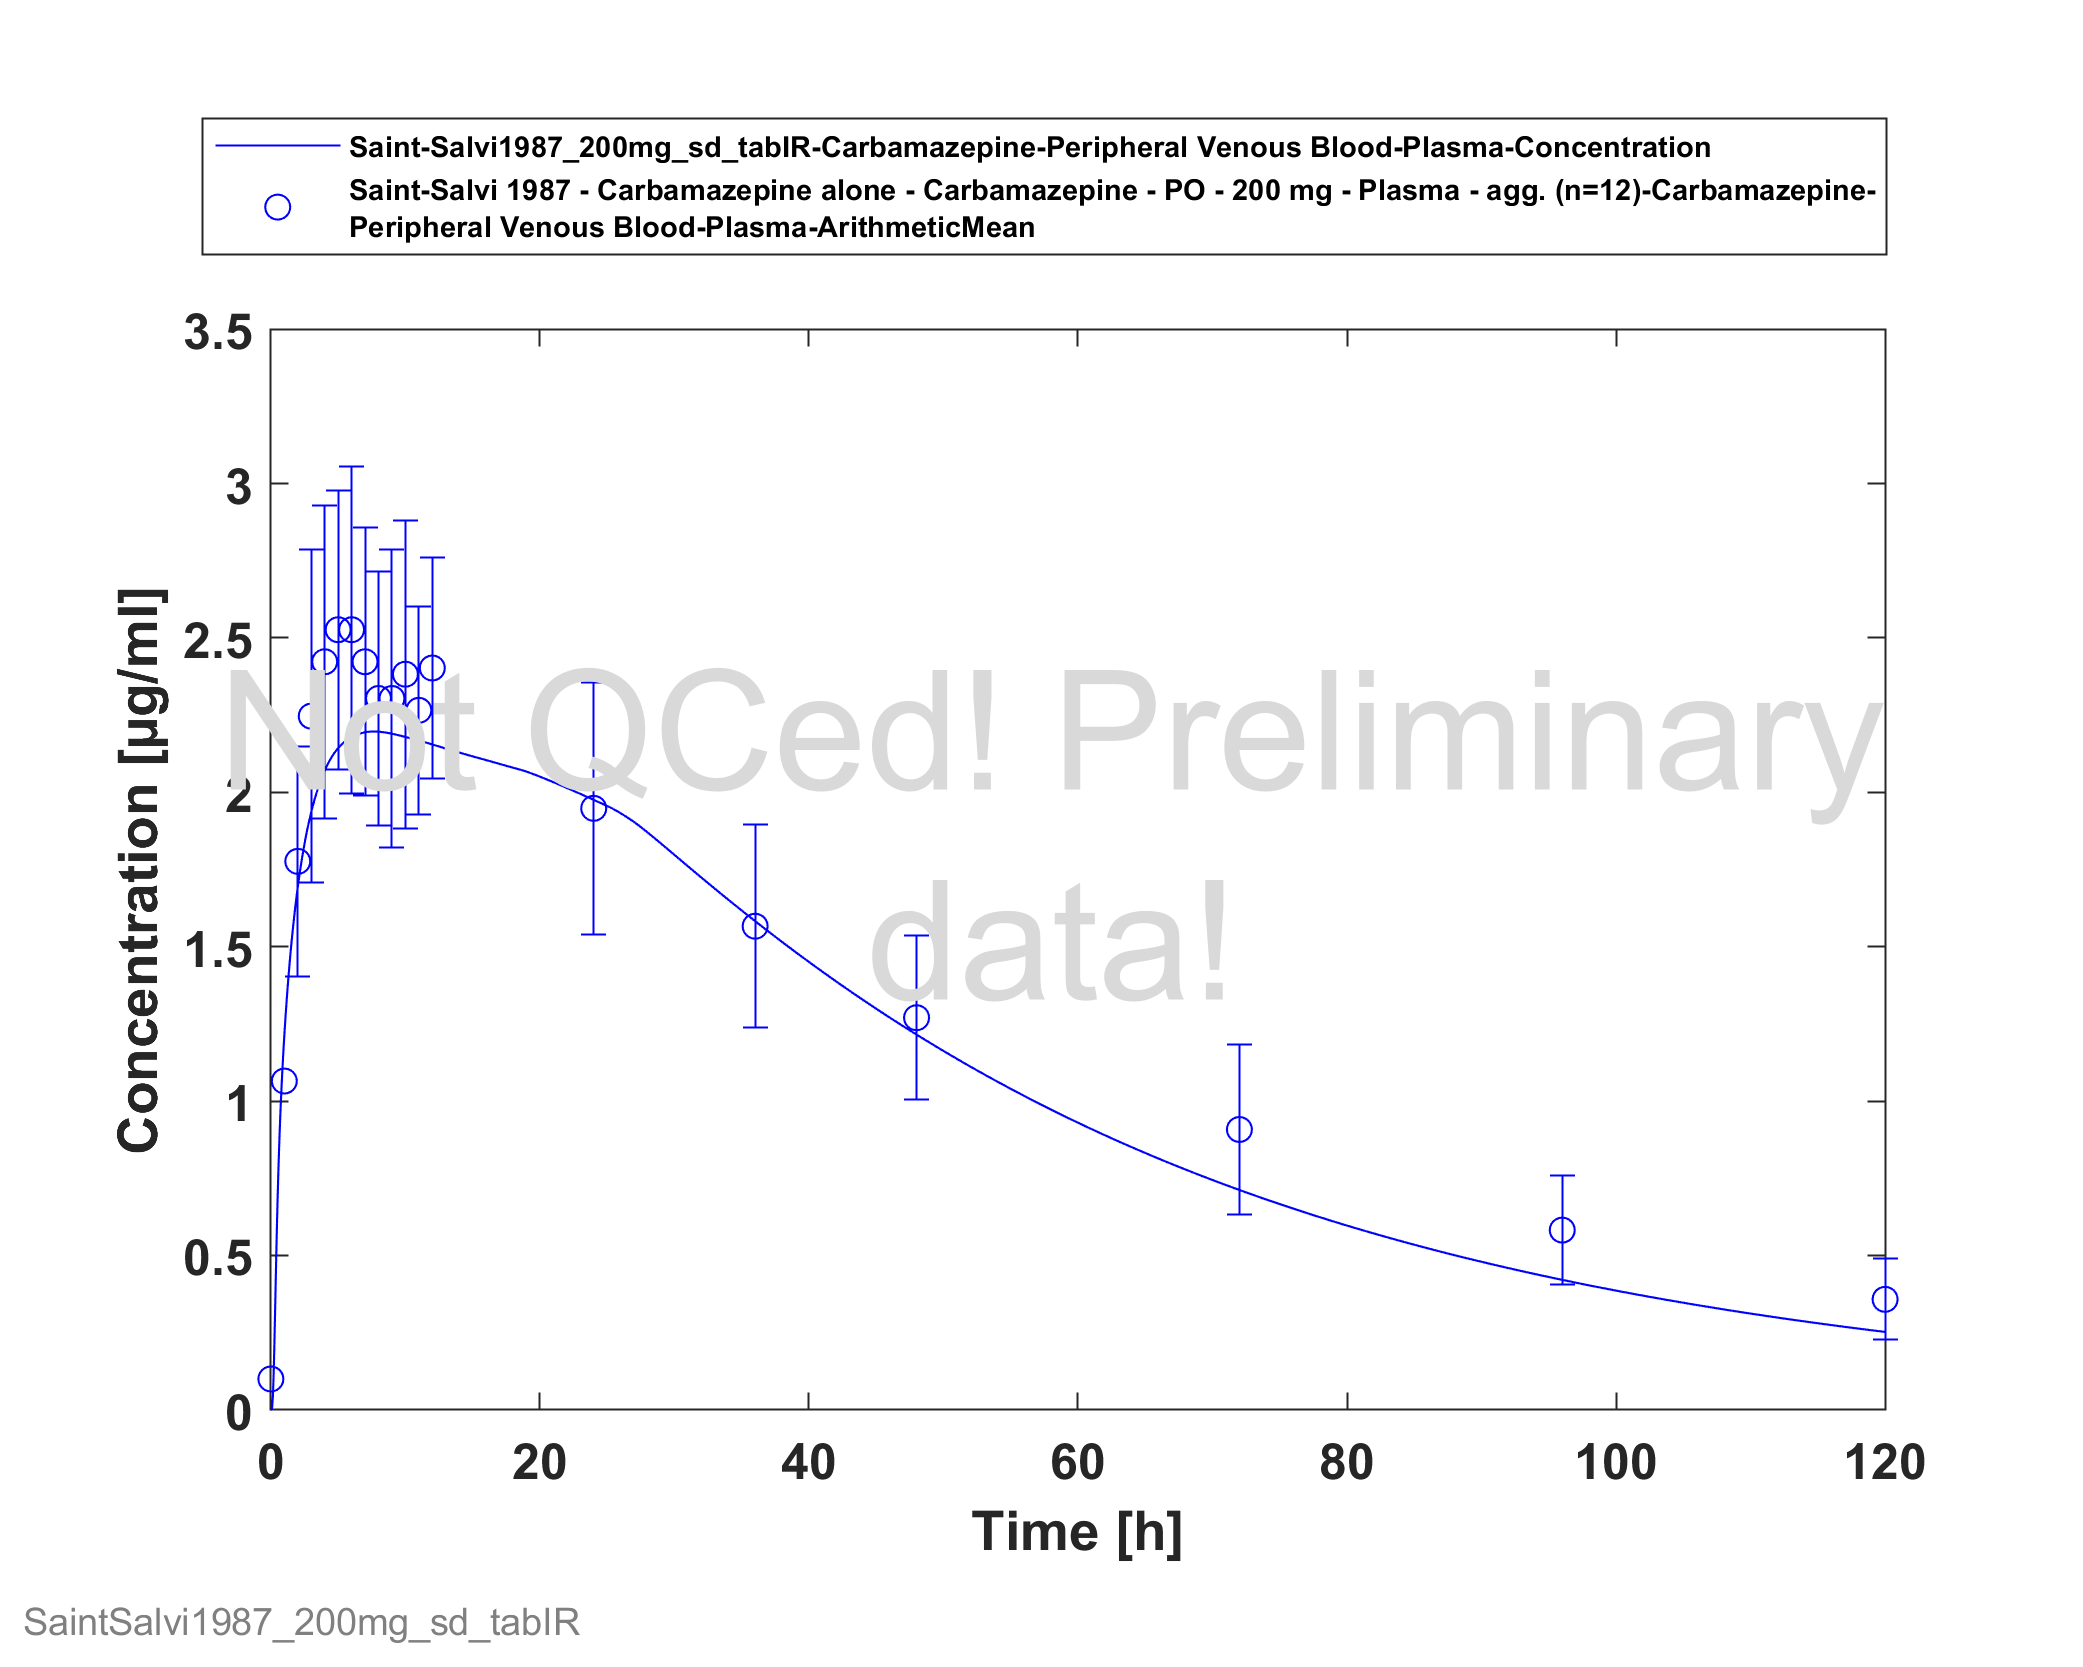 Saint-Salvi1987_200mg_sd_tabIR-Carbamazepine-Peripheral Venous Blood-Plasma-Concentration
Saint-Salvi 1987 - Carbamazepine alone - Carbamazepine - PO - 200 mg - Plasma - agg. (n=12)-Carbamazepine-
Peripheral Venous Blood-Plasma-ArithmeticMean
3.5
3
2.5
2
1.5
1
0.5
0
Concentration [µg/ml]
Not QCed! Preliminary
data!
0 20 40 60 80 100 120
Time [h]
SaintSalvi1987_200mg_sd_tabIR